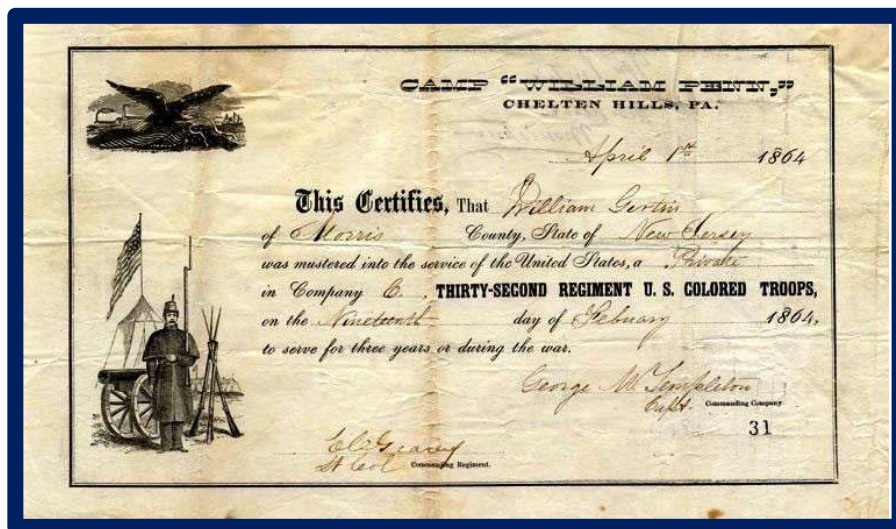 CAMP "WILLIAM PENN,"
CHELTEN HILLS, PA.
April 1st 1864
This Certifies, That William Gertin
of Morris County, State of New Jersey
was mustered into the service of the United States, a Private
in Company C., THIRTY-SECOND REGIMENT U. S. COLORED TROOPS,
on the Nineteenth day of Febuary 1864,
to serve for three years or during the war.
George M Templeton
Capt. Commanding Company
31
Geary
Lt Col Commanding Regiment.